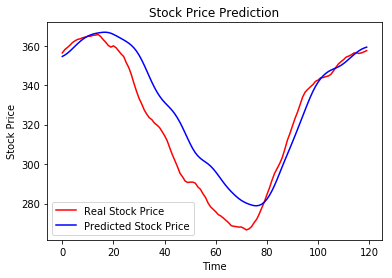 Stock Price Prediction
Stock Price
360
340
320
300
280
Real Stock Price
Predicted Stock Price
0 20 40 60 80 100 120
Time